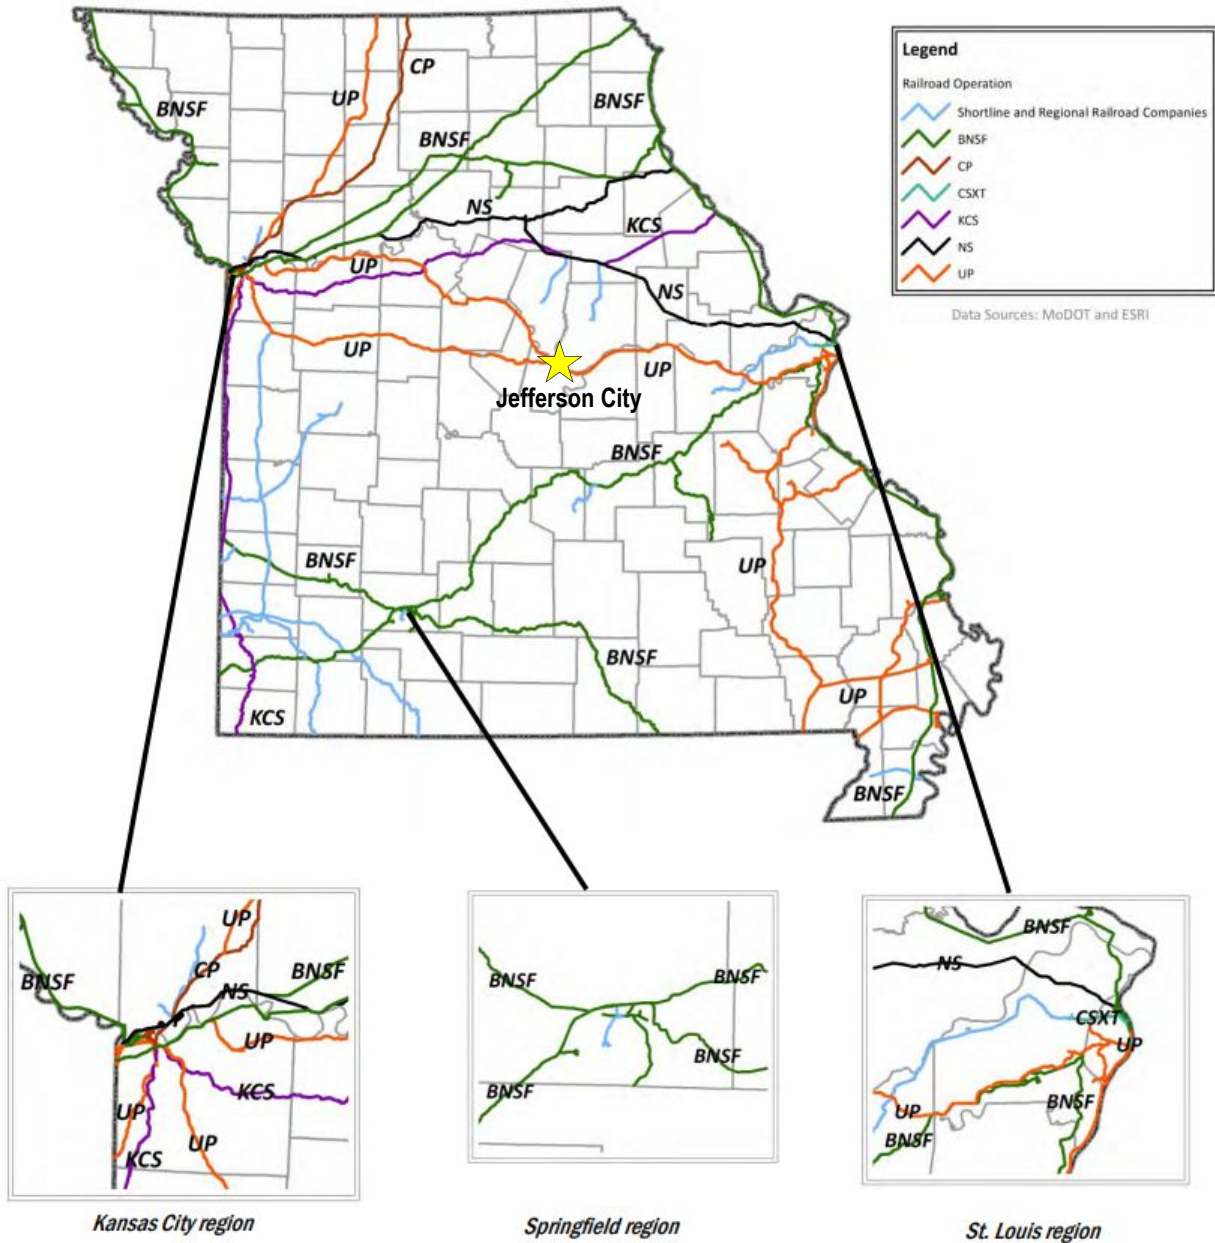 Legend
Railroad Operation
Shortline and Regional Railroad Companies
BNSF
CP
CSXT
KCS
NS
UP
Data Sources: MoDOT and ESRI
CP
UP
BNSF
BNSF
BNSF
NS
KCS
UP
NS
UP
UP
Jefferson City
BNSF
BNSF
UP
BNSF
UP
KCS
BNSF
UP
CP
BNSF
BNSF
NS
UP
KCS
UP
UP
KCS
Kansas City region
BNSF
BNSF
BNSF
BNSF
Springfield region
BNSF
NS
CSXT
UP
BNSF
UP
BNSF
St. Louis region